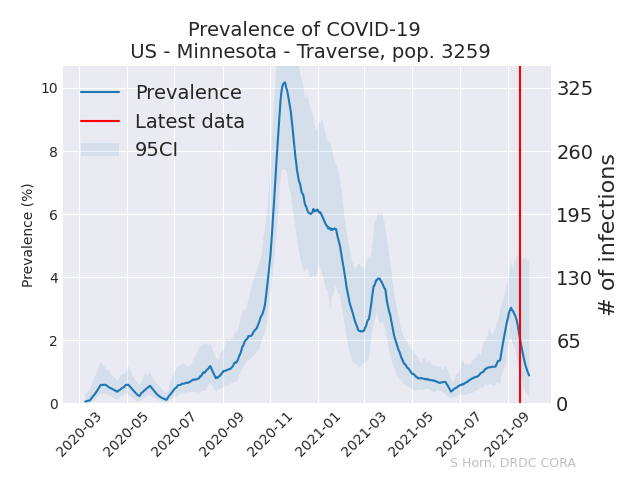 Prevalence of COVID-19
US - Minnesota - Traverse, pop. 3259
Prevalence
Latest data
95CI
Prevalence (%)
10
8
6
4
2
0
325
260
195
130
65
0
# of infections
2020-03
2020-05
2020-07
2020-09
2020-11
2021-01
2021-03
2021-05
2021-07
2021-09
S Horn, DRDC CORA